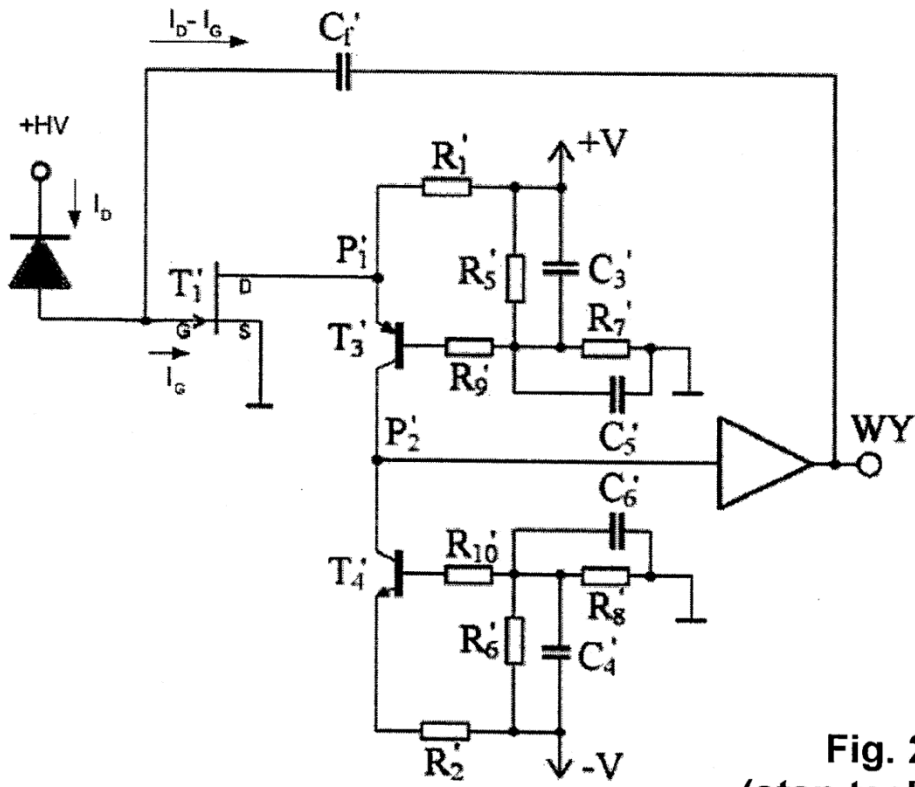 I_D - I_G
C_f'
+HV
I_D
+V
R_1'
P_1'
R_5'
C_3'
T_1'
D
G
S
I_G
T_3'
R_9'
R_7'
C_5'
P_2'
WY
C_6'
T_4'
R_10'
R_8'
R_6'
C_4'
R_2'
-V
Fig. 2